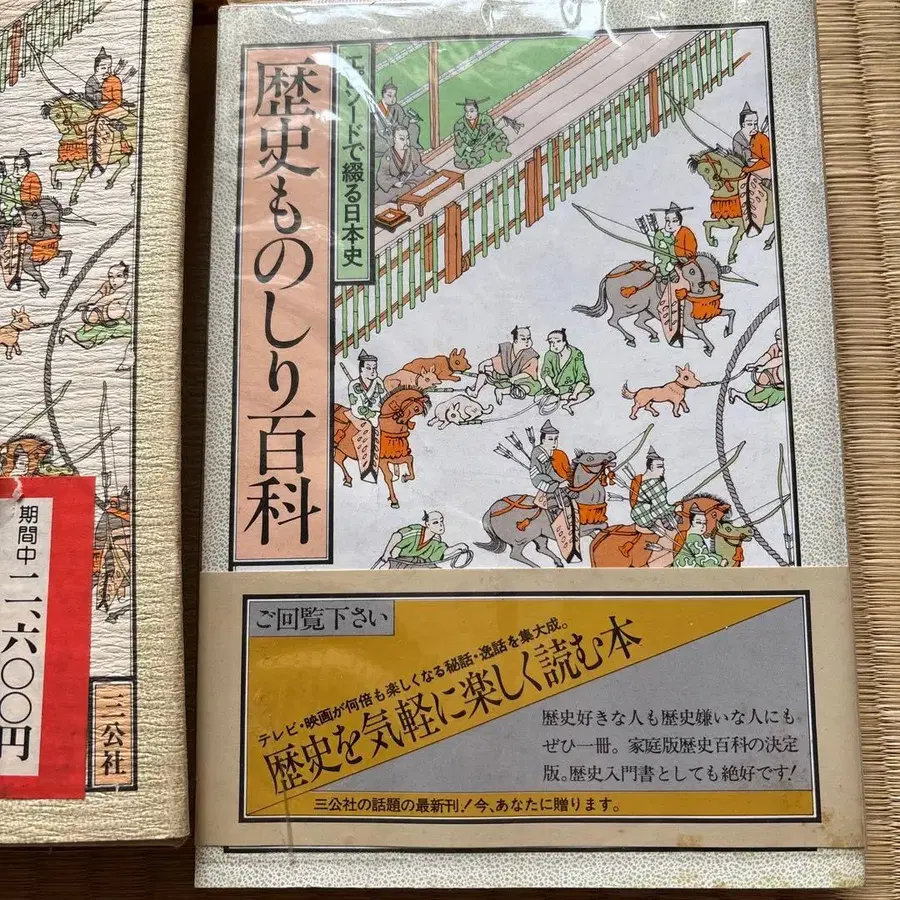 期間中
二、六〇〇円
三公社
エピソードで綴る日本史
歴史ものしり百科
ご回覧下さい
テレビ・映画が何倍も楽しくなる秘話・逸話を集大成。
歴史を気軽に楽しく読む本
歴史好きな人も歴史嫌いな人にも
ぜひ一冊。家庭版歴史百科の決定
版。歴史入門書としても絶好です!
三公社の話題の最新刊!今、あなたに贈ります。